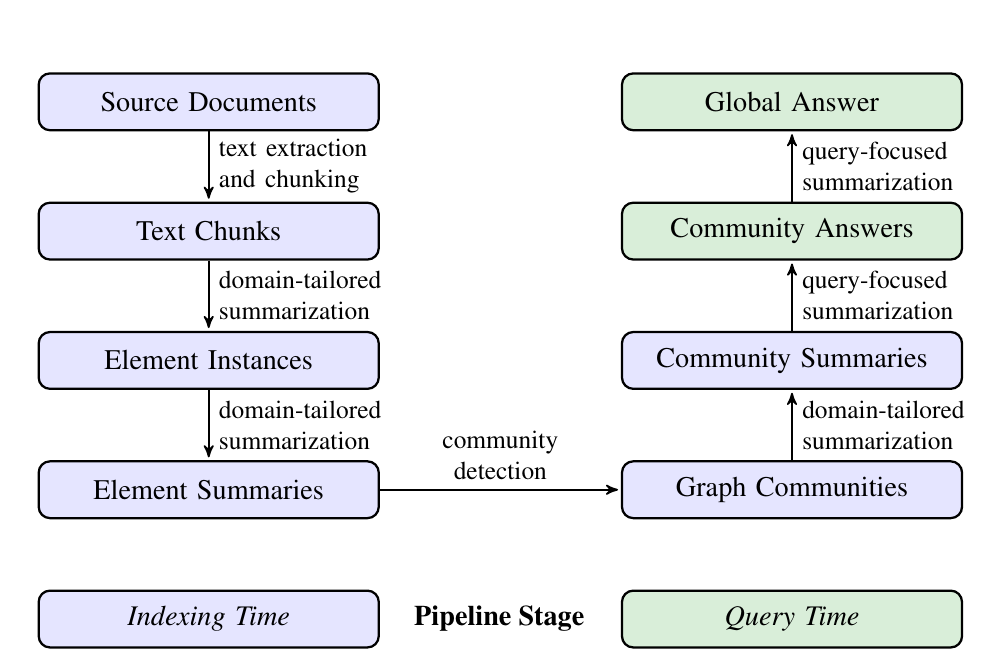 Source Documents
text extraction
and chunking
Text Chunks
domain-tailored
summarization
Element Instances
domain-tailored
summarization
Element Summaries
community
detection
Graph Communities
domain-tailored
summarization
Community Summaries
query-focused
summarization
Community Answers
query-focused
summarization
Global Answer
Indexing Time
Pipeline Stage
Query Time